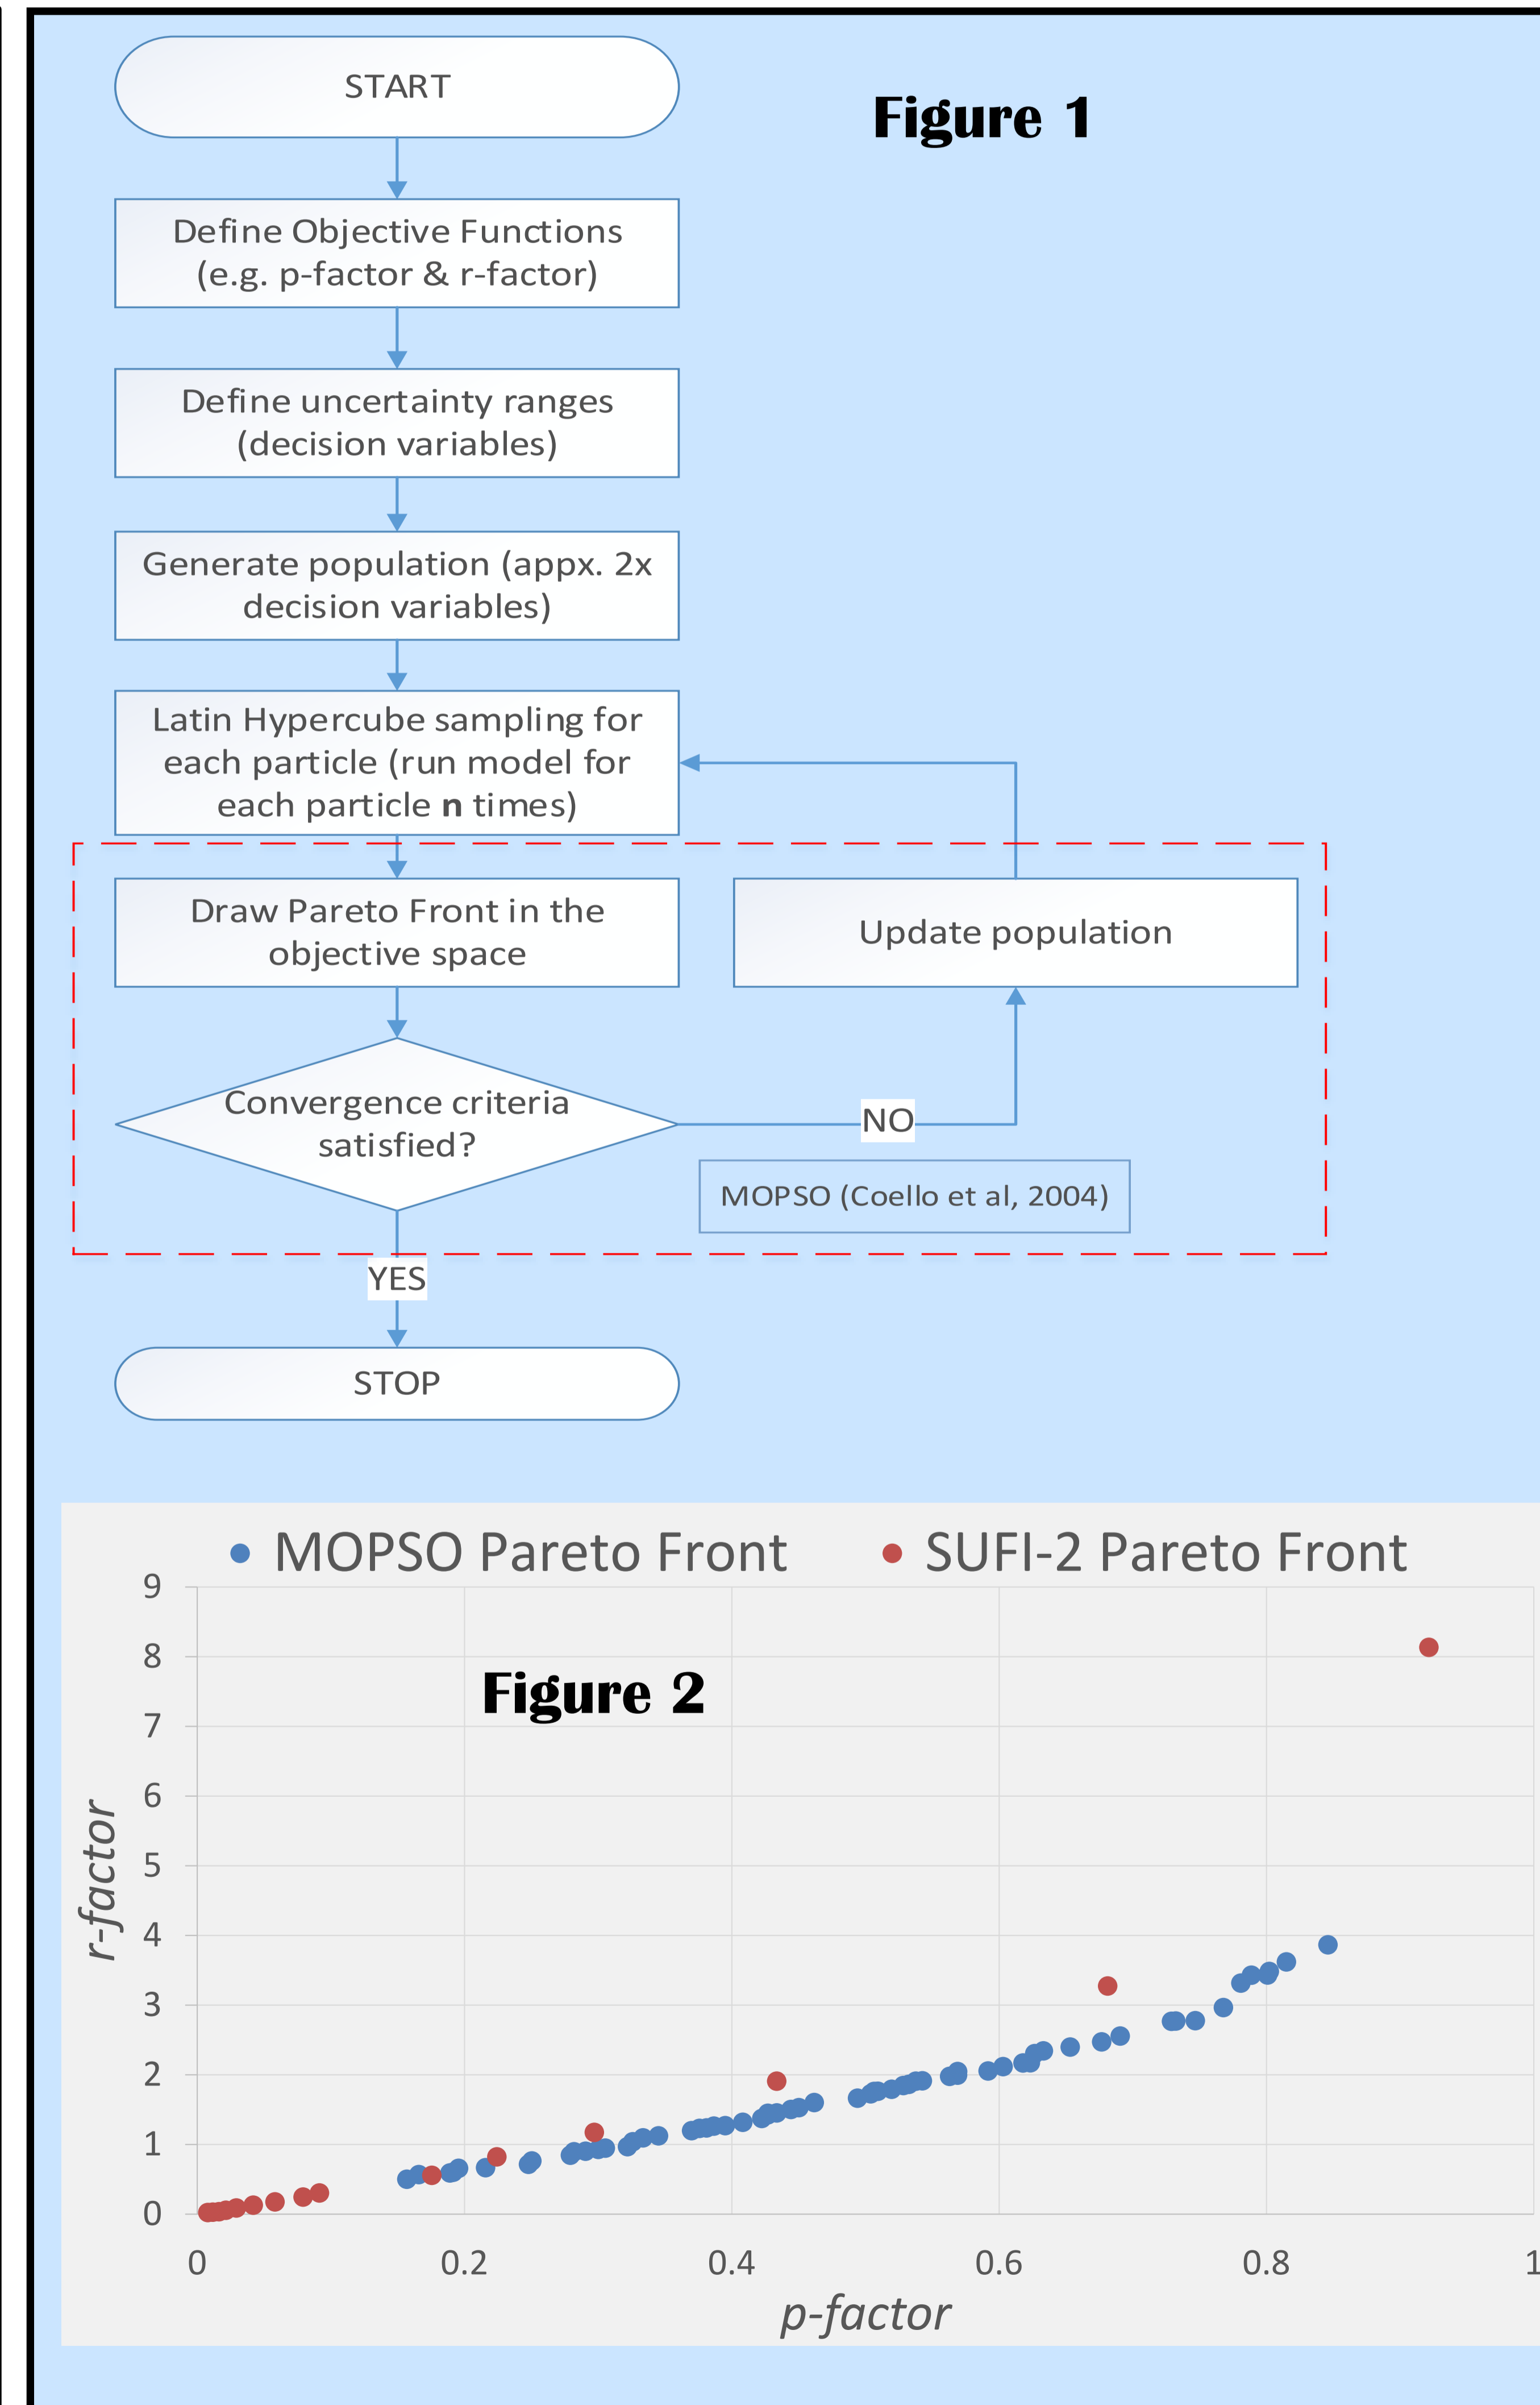 START
Figure 1
Define Objective Functions
(e.g. p-factor & r-factor)
Define uncertainty ranges
(decision variables)
Generate population (appx. 2x
decision variables)
Latin Hypercube sampling for
each particle (run model for
each particle n times)
Draw Pareto Front in the
objective space
Update population
Convergence criteria
satisfied?
NO
MOPSO (Coello et al, 2004)
YES
STOP
MOPSO Pareto Front
SUFI-2 Pareto Front
Figure 2
9
8
7
6
5
4
3
2
1
0
r-factor
0
0.2
0.4
0.6
0.8
1
p-factor